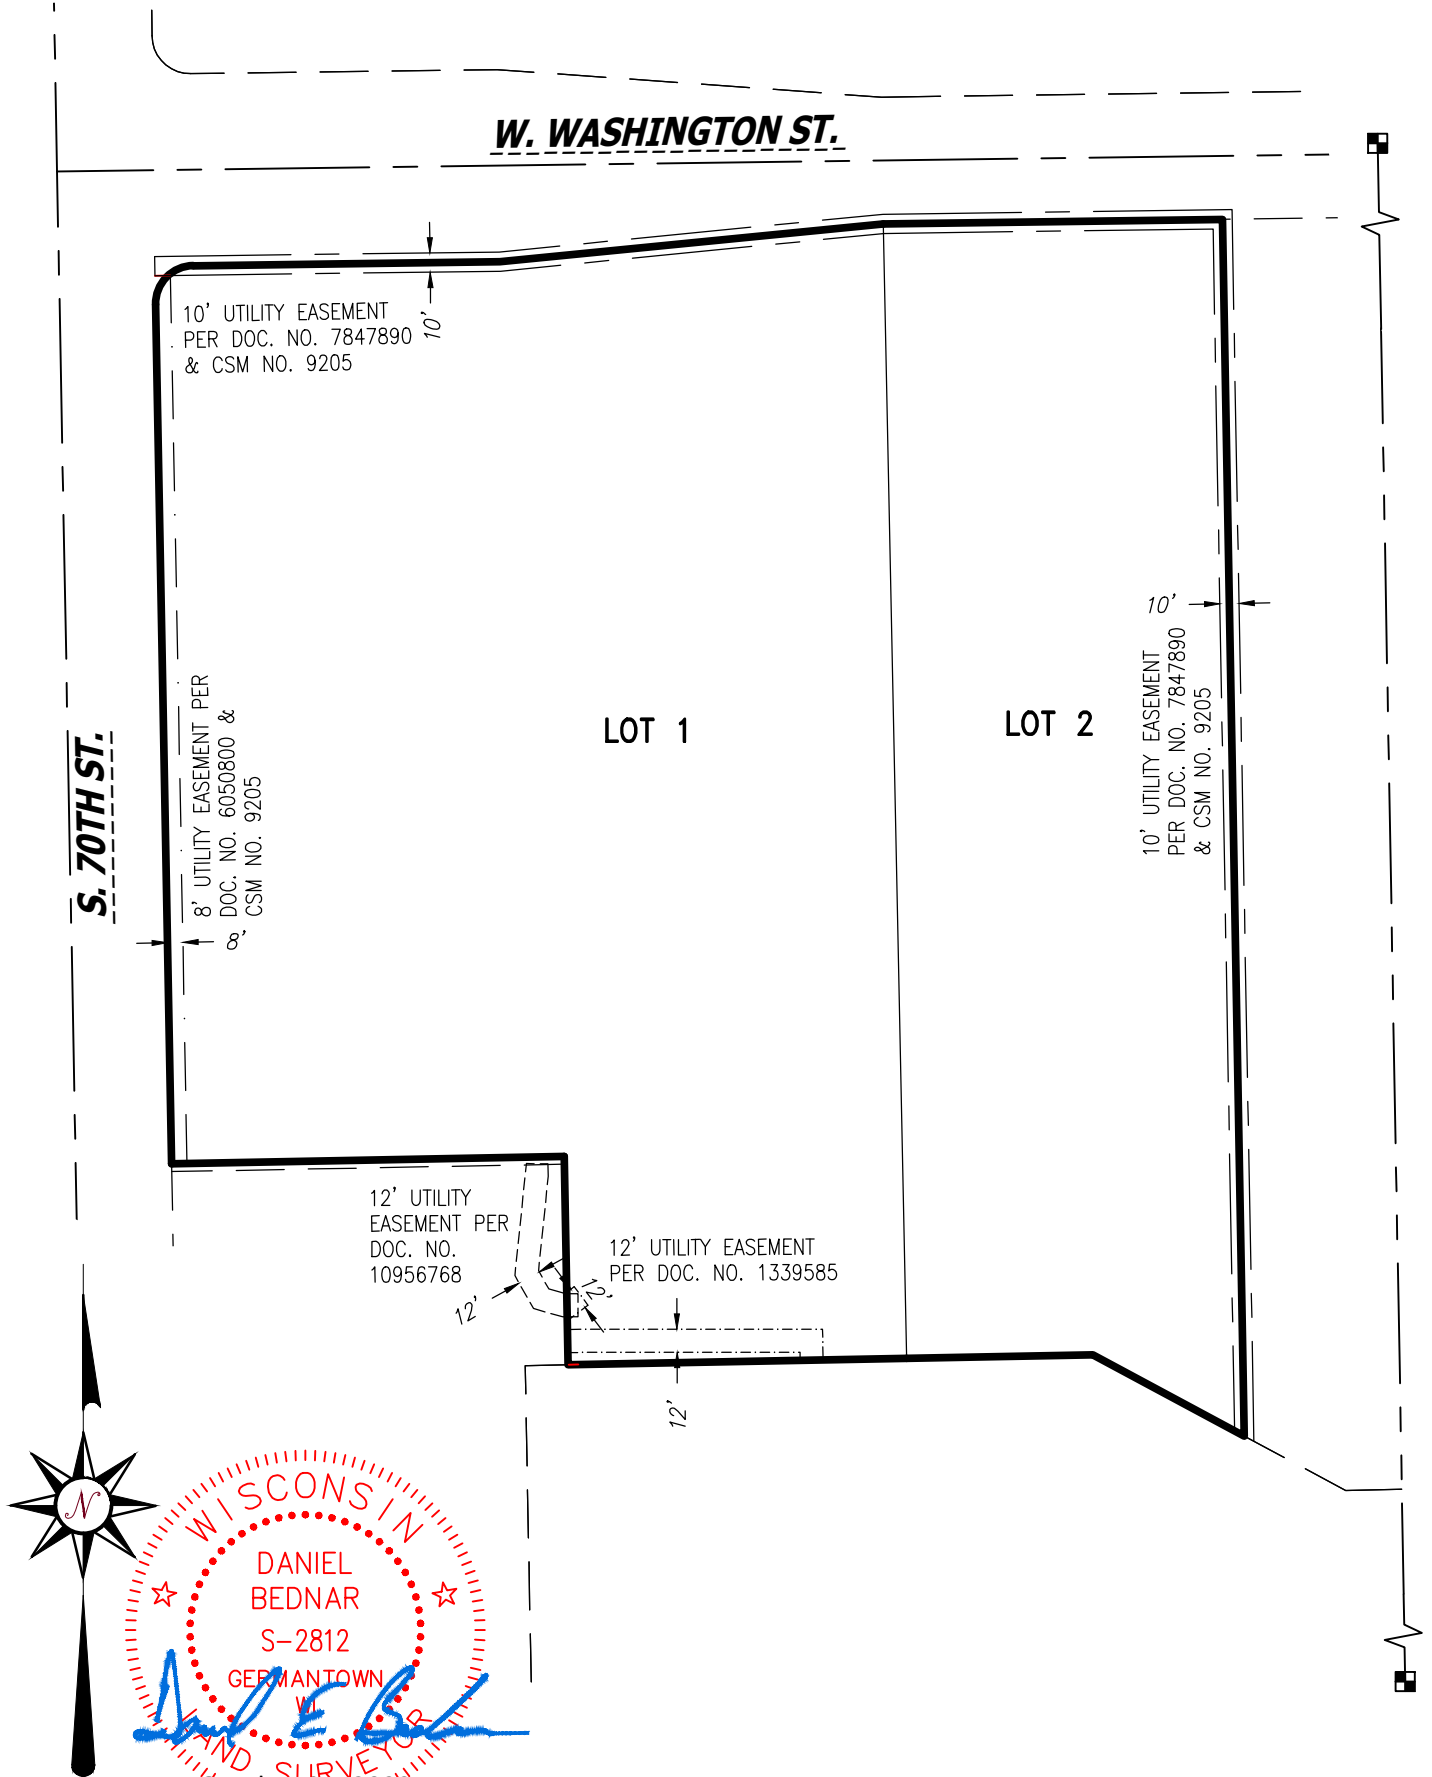 W. WASHINGTON ST.
10' UTILITY EASEMENT
PER DOC. NO. 7847890
& CSM NO. 9205
10'
S. 70TH ST.
8' UTILITY EASEMENT PER
DOC. NO. 6050800 &
CSM NO. 9205
8'
LOT 1
LOT 2
10'
10' UTILITY EASEMENT
PER DOC. NO. 7847890
& CSM NO. 9205
12' UTILITY
EASEMENT PER
DOC. NO.
10956768
12'
12'
12' UTILITY EASEMENT
PER DOC. NO. 1339585
12'
N
WISCONSIN
DANIEL
BEDNAR
S-2812
GERMANTOWN
WI
LAND SURVEYOR